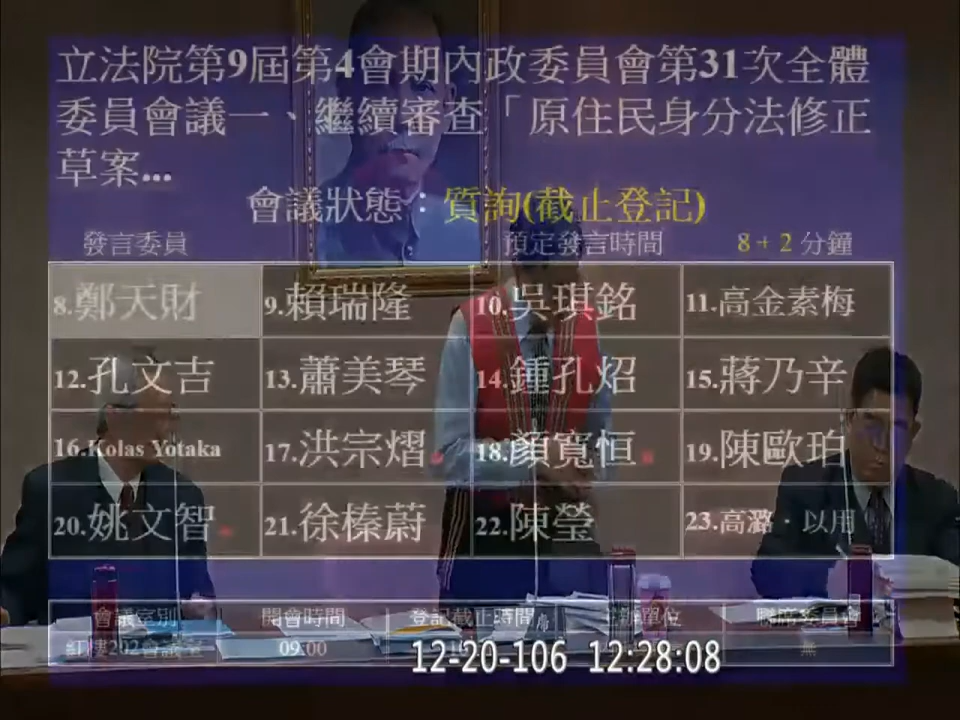 立法院第9屆第4會期內政委員會第31次全體
委員會議一、繼續審查「原住民身分法修正
草案...
會議狀態：質詢(截止登記)
發言委員 預定發言時間 8 + 2 分鐘
8.鄭天財 9.賴瑞隆 10.吳琪銘 11.高金素梅
12.孔文吉 13.蕭美琴 14.鍾孔炤 15.蔣乃辛
16.Kolas Yotaka 17.洪宗熠 18.顏寬恒 19.陳歐珀
20.姚文智 21.徐榛蔚 22.陳瑩 23.高潞．以用
會議室別 開會時間 登記截止時間 主辦單位 聯席委員會
紅樓202會議室 09:00 無
12-20-106 12:28:08